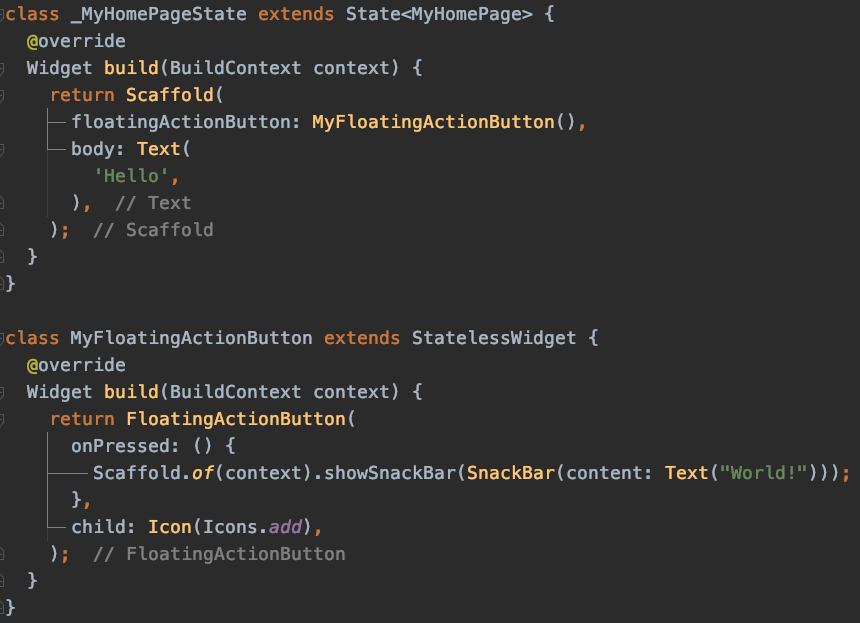 class _MyHomePageState extends State<MyHomePage> {
  @override
  Widget build(BuildContext context) {
    return Scaffold(
      floatingActionButton: MyFloatingActionButton(),
      body: Text(
        'Hello',
      ),  // Text
    );  // Scaffold
  }
}

class MyFloatingActionButton extends StatelessWidget {
  @override
  Widget build(BuildContext context) {
    return FloatingActionButton(
      onPressed: () {
        Scaffold.of(context).showSnackBar(SnackBar(content: Text("World!")));
      },
      child: Icon(Icons.add),
    );  // FloatingActionButton
  }
}